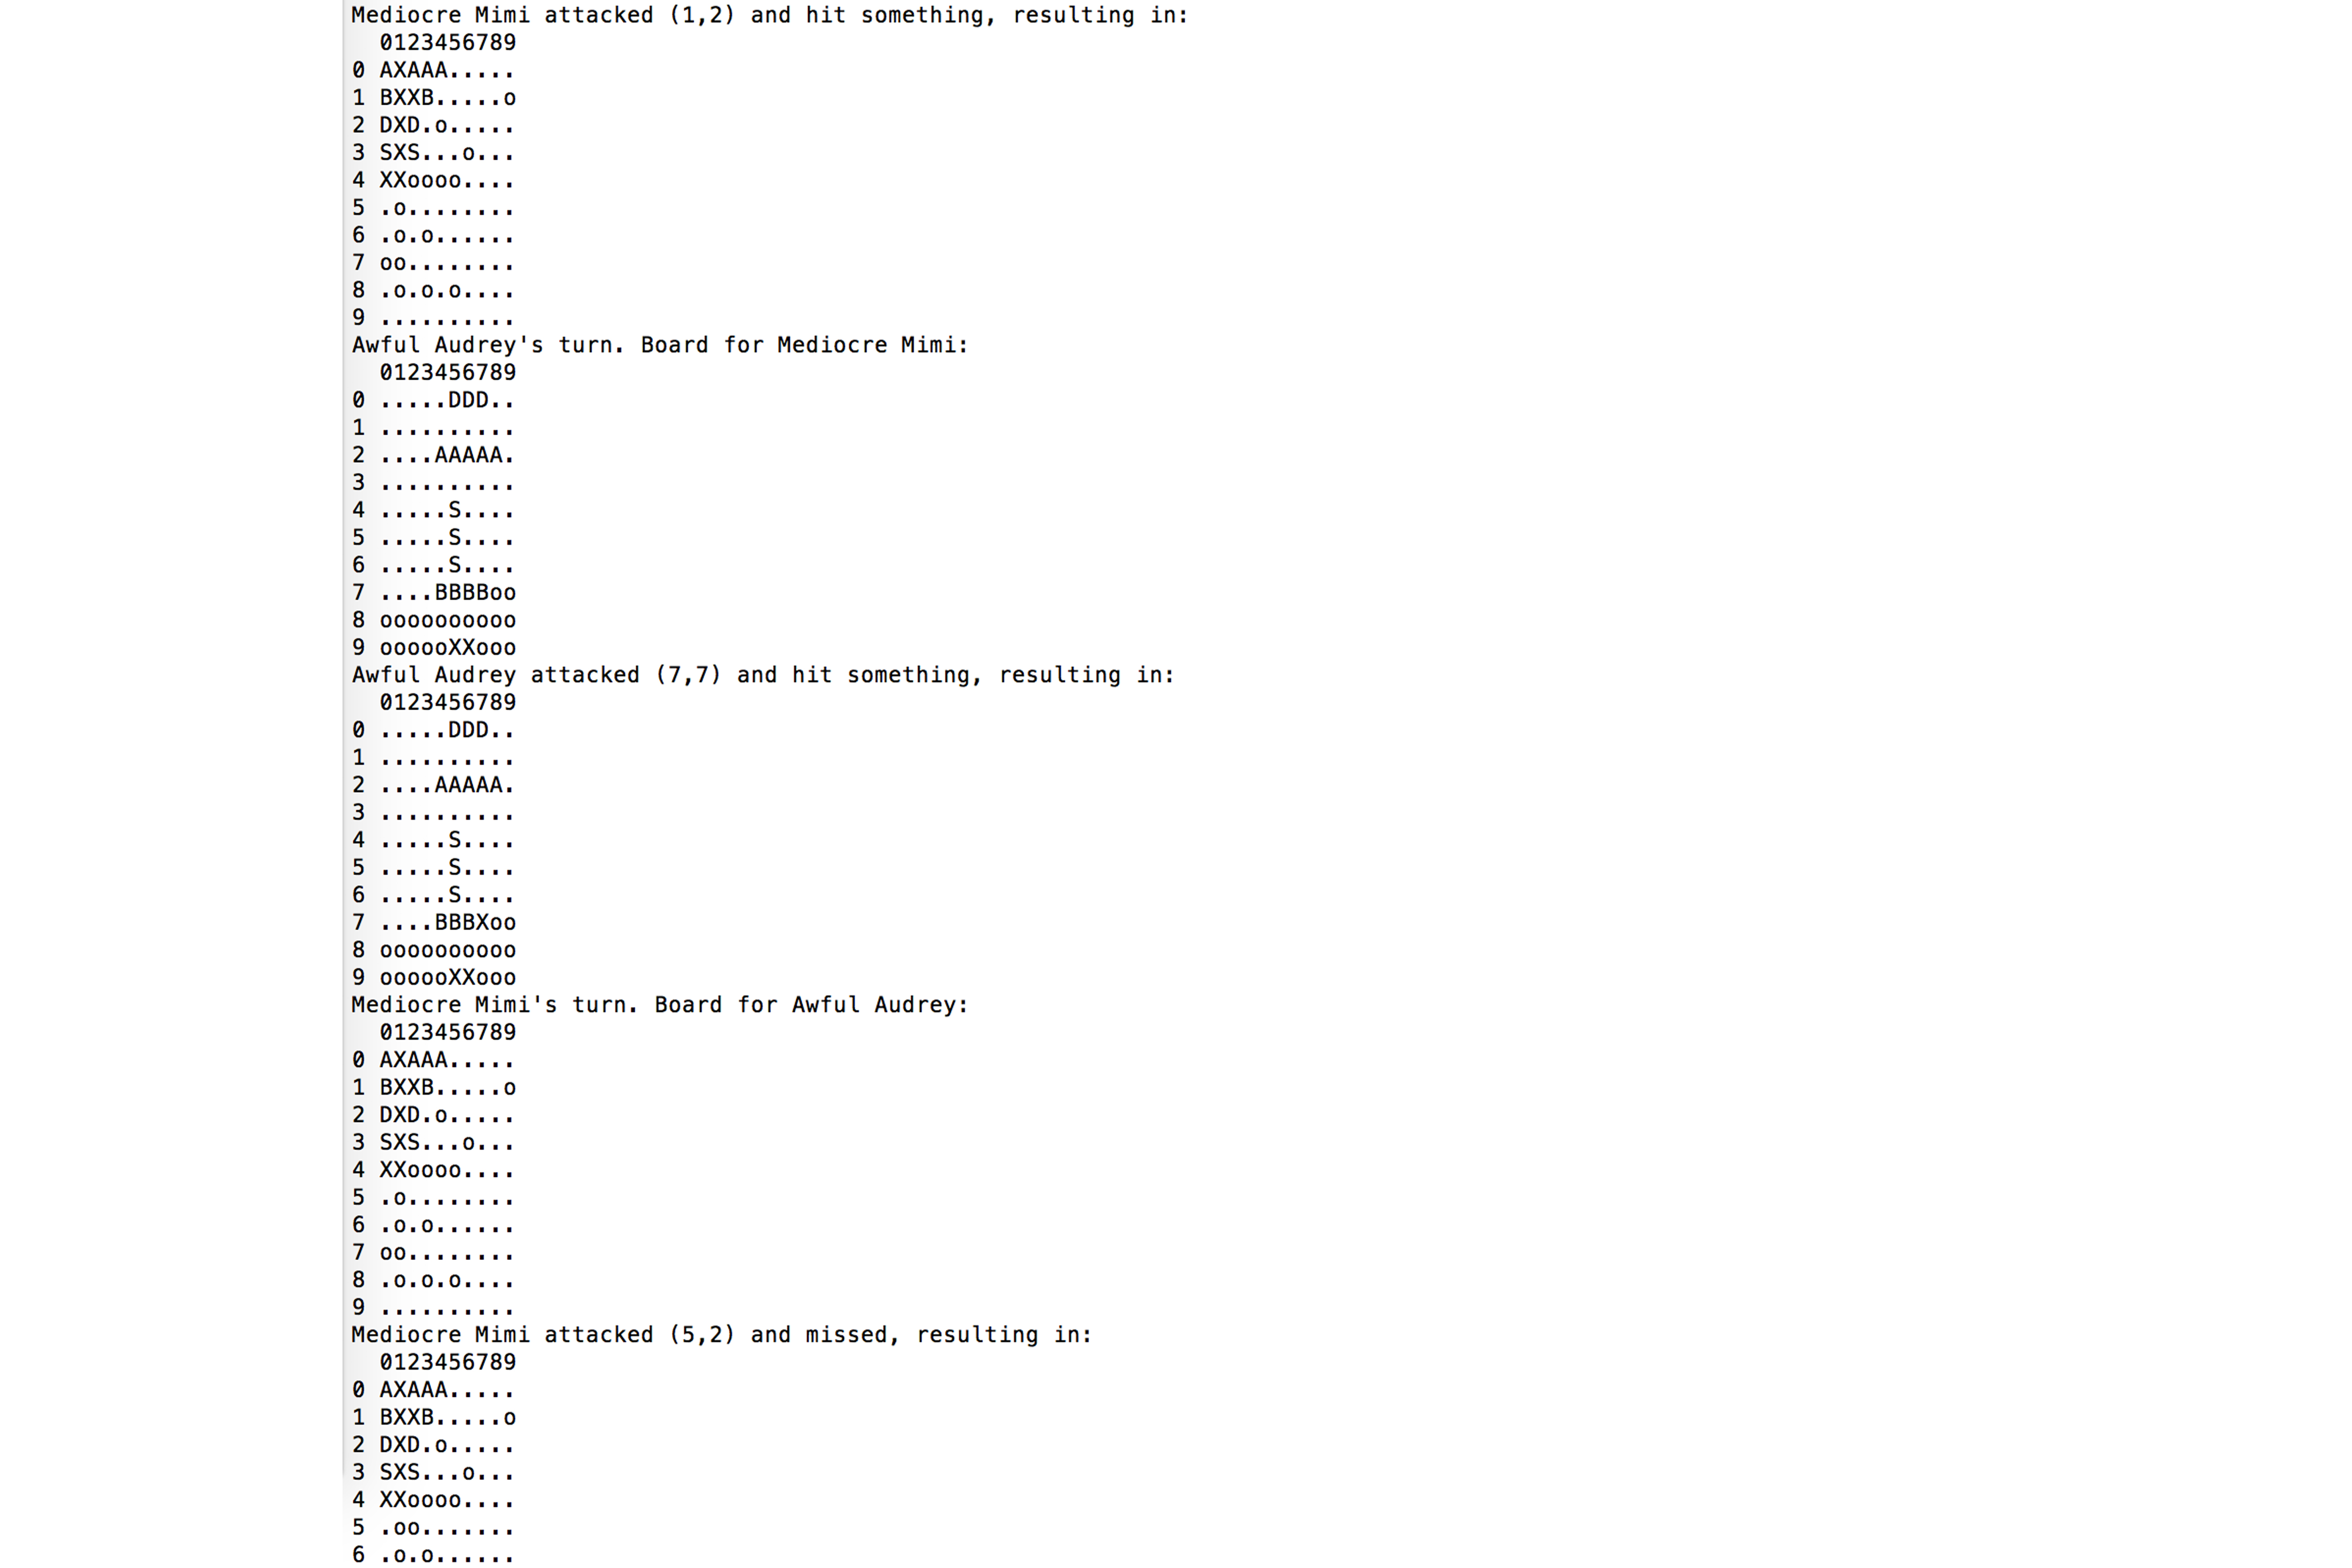 Mediocre Mimi attacked (1,2) and hit something, resulting in:
  0123456789
0 AXAAA.....
1 BXXB.....o
2 DXD.o.....
3 SXS...o...
4 XXoooo....
5 .o........
6 .o.o......
7 oo........
8 .o.o.o....
9 ..........
Awful Audrey's turn. Board for Mediocre Mimi:
  0123456789
0 .....DDD..
1 ..........
2 ....AAAAA.
3 ..........
4 .....S....
5 .....S....
6 .....S....
7 ....BBBBoo
8 oooooooooo
9 oooooXXooo
Awful Audrey attacked (7,7) and hit something, resulting in:
  0123456789
0 .....DDD..
1 ..........
2 ....AAAAA.
3 ..........
4 .....S....
5 .....S....
6 .....S....
7 ....BBBXoo
8 oooooooooo
9 oooooXXooo
Mediocre Mimi's turn. Board for Awful Audrey:
  0123456789
0 AXAAA.....
1 BXXB.....o
2 DXD.o.....
3 SXS...o...
4 XXoooo....
5 .o........
6 .o.o......
7 oo........
8 .o.o.o....
9 ..........
Mediocre Mimi attacked (5,2) and missed, resulting in:
  0123456789
0 AXAAA.....
1 BXXB.....o
2 DXD.o.....
3 SXS...o...
4 XXoooo....
5 .oo.......
6 .o.o......